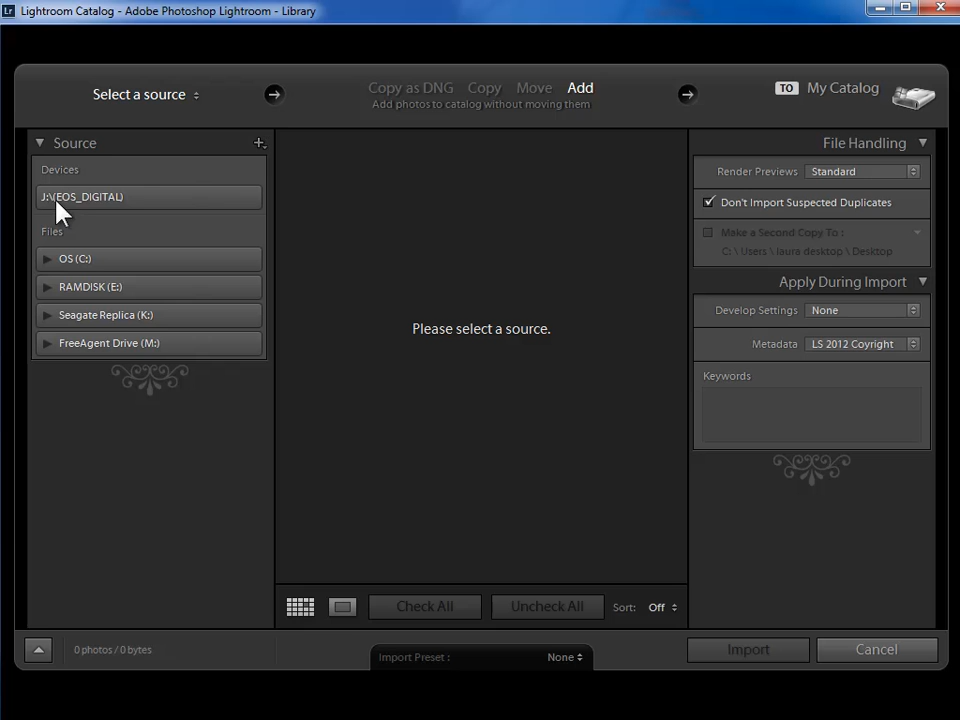 Lightroom Catalog - Adobe Photoshop Lightroom - Library
Select a source
Copy as DNG Copy Move Add
Add photos to catalog without moving them
TO My Catalog
Source
Devices
J:\(EOS_DIGITAL)
Files
OS (C:)
RAMDISK (E:)
Seagate Replica (K:)
FreeAgent Drive (M:)
Please select a source.
File Handling
Render Previews Standard
Don't Import Suspected Duplicates
Make a Second Copy To :
C: \ Users \ laura desktop \ Desktop
Apply During Import
Develop Settings None
Metadata LS 2012 Coyright
Keywords
Check All Uncheck All Sort: Off
0 photos / 0 bytes
Import Preset : None
Import Cancel